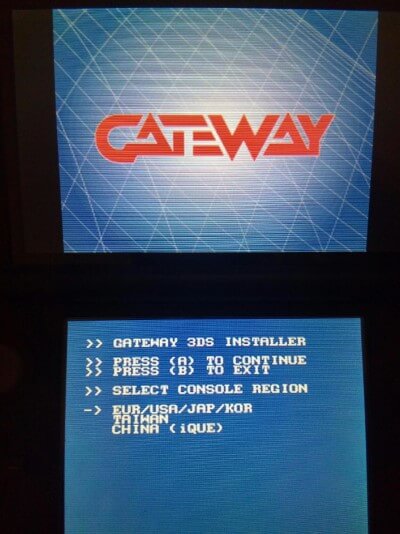 GATEWAY
>> GATEWAY 3DS INSTALLER
>> PRESS (A) TO CONTINUE
>> PRESS (B) TO EXIT
>> SELECT CONSOLE REGION
-> EUR/USA/JAP/KOR
TAIWAN
CHINA (iQUE)